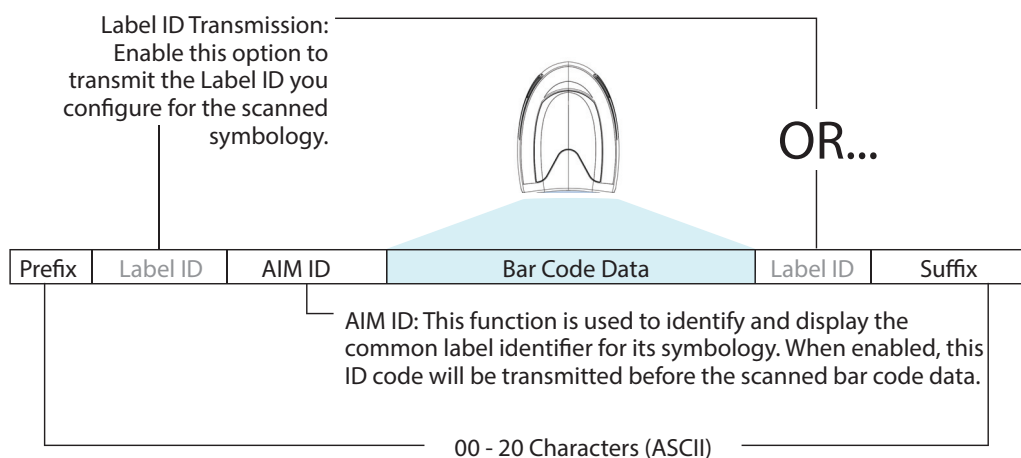 Label ID Transmission:
Enable this option to
transmit the Label ID you
configure for the scanned
symbology.
OR...
Prefix Label ID AIM ID Bar Code Data Label ID Suffix
AIM ID: This function is used to identify and display the
common label identifier for its symbology. When enabled, this
ID code will be transmitted before the scanned bar code data.
00 - 20 Characters (ASCII)